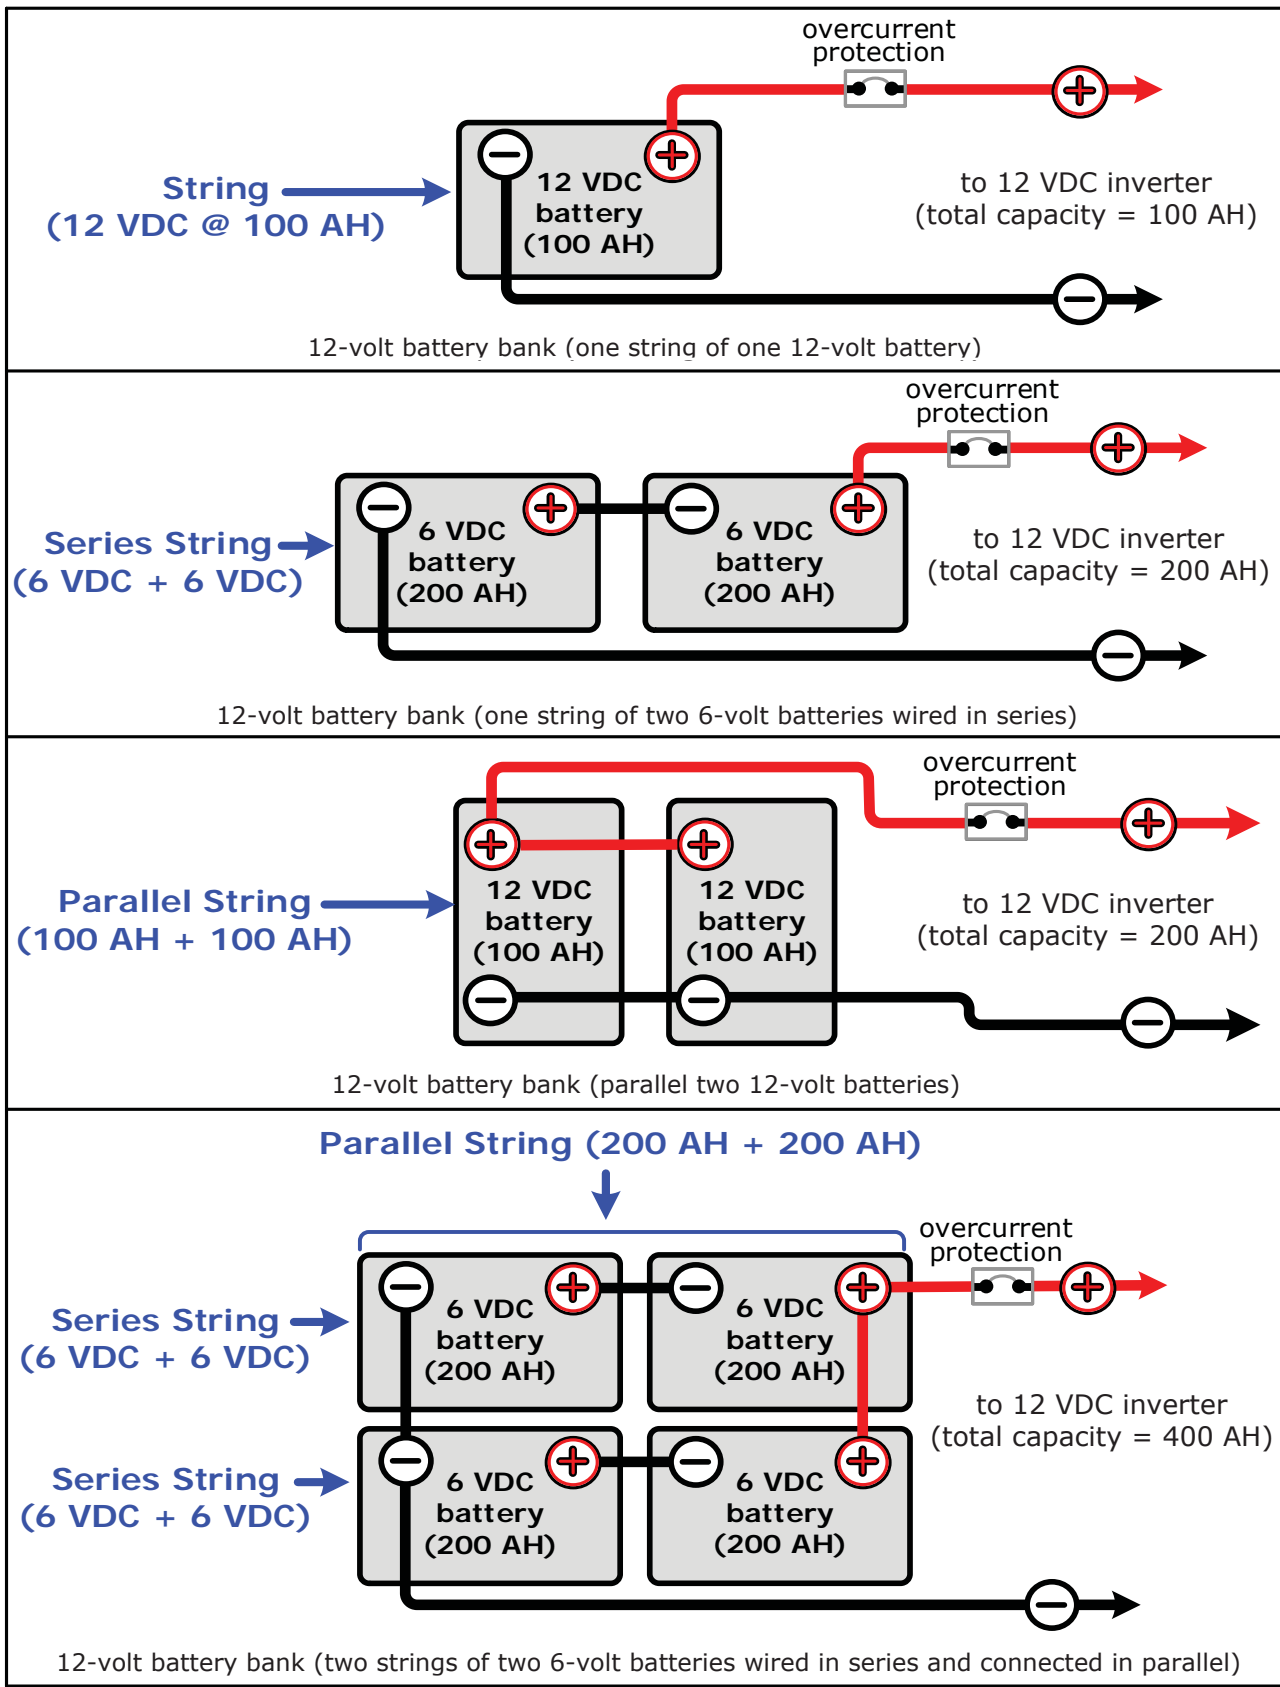 overcurrent
protection
String
(12 VDC @ 100 AH)
12 VDC
battery
(100 AH)
to 12 VDC inverter
(total capacity = 100 AH)
12-volt battery bank (one string of one 12-volt battery)
overcurrent
protection
Series String
(6 VDC + 6 VDC)
6 VDC
battery
(200 AH)
6 VDC
battery
(200 AH)
to 12 VDC inverter
(total capacity = 200 AH)
12-volt battery bank (one string of two 6-volt batteries wired in series)
overcurrent
protection
Parallel String
(100 AH + 100 AH)
12 VDC
battery
(100 AH)
12 VDC
battery
(100 AH)
to 12 VDC inverter
(total capacity = 200 AH)
12-volt battery bank (parallel two 12-volt batteries)
Parallel String (200 AH + 200 AH)
overcurrent
protection
Series String
(6 VDC + 6 VDC)
6 VDC
battery
(200 AH)
6 VDC
battery
(200 AH)
to 12 VDC inverter
(total capacity = 400 AH)
Series String
(6 VDC + 6 VDC)
6 VDC
battery
(200 AH)
6 VDC
battery
(200 AH)
12-volt battery bank (two strings of two 6-volt batteries wired in series and connected in parallel)